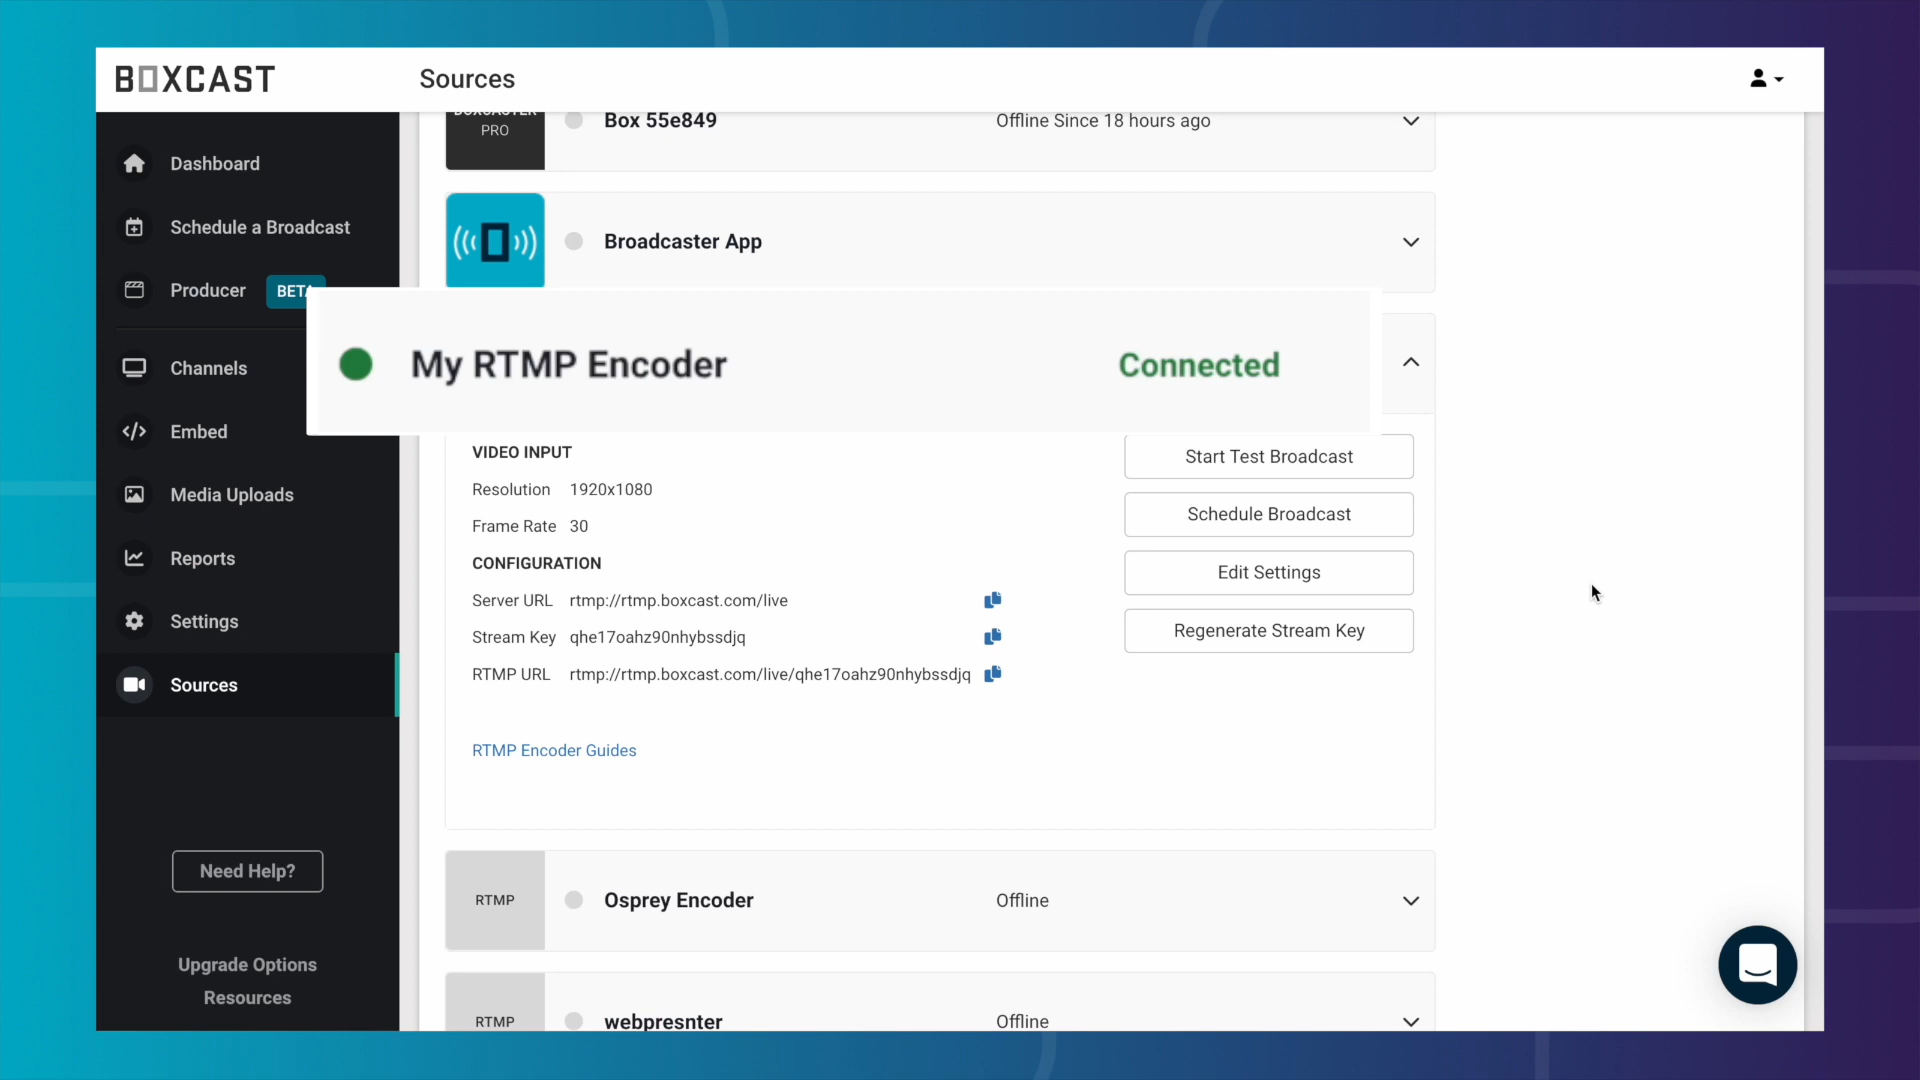 BOXCAST
Sources
Dashboard
Schedule a Broadcast
Producer BETA
Channels
Embed
Media Uploads
Reports
Settings
Sources
Need Help?
Upgrade Options
Resources
BOXCASTER
PRO
Box 55e849
Offline Since 18 hours ago
Broadcaster App
My RTMP Encoder
Connected
VIDEO INPUT
Resolution 1920x1080
Frame Rate 30
CONFIGURATION
Server URL rtmp://rtmp.boxcast.com/live
Stream Key qhe17oahz90nhybssdjq
RTMP URL rtmp://rtmp.boxcast.com/live/qhe17oahz90nhybssdjq
RTMP Encoder Guides
Start Test Broadcast
Schedule Broadcast
Edit Settings
Regenerate Stream Key
RTMP
Osprey Encoder
Offline
RTMP
webpresnter
Offline